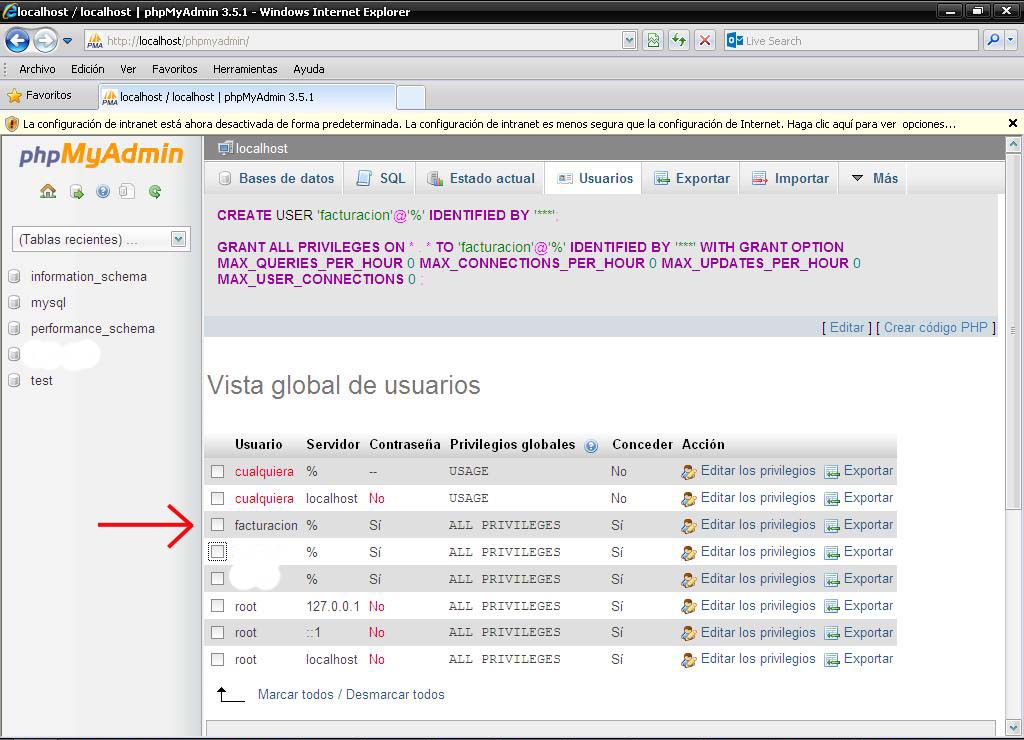 localhost / localhost | phpMyAdmin 3.5.1 - Windows Internet Explorer
PMA http://localhost/phpmyadmin/ Live Search
Archivo Edición Ver Favoritos Herramientas Ayuda
Favoritos PMA localhost / localhost | phpMyAdmin 3.5.1
La configuración de intranet está ahora desactivada de forma predeterminada. La configuración de intranet es menos segura que la configuración de Internet. Haga clic aquí para ver opciones...
phpMyAdmin
(Tablas recientes) ...
information_schema
mysql
performance_schema
test
localhost
Bases de datos SQL Estado actual Usuarios Exportar Importar Más
CREATE USER 'facturacion'@'%' IDENTIFIED BY '***';
GRANT ALL PRIVILEGES ON * . * TO 'facturacion'@'%' IDENTIFIED BY '***' WITH GRANT OPTION
MAX_QUERIES_PER_HOUR 0 MAX_CONNECTIONS_PER_HOUR 0 MAX_UPDATES_PER_HOUR 0
MAX_USER_CONNECTIONS 0 ;
[ Editar ] [ Crear código PHP ]
Vista global de usuarios
Usuario Servidor Contraseña Privilegios globales Conceder Acción
cualquiera % -- USAGE No Editar los privilegios Exportar
cualquiera localhost No USAGE No Editar los privilegios Exportar
facturacion % Sí ALL PRIVILEGES Sí Editar los privilegios Exportar
% Sí ALL PRIVILEGES Sí Editar los privilegios Exportar
% Sí ALL PRIVILEGES Sí Editar los privilegios Exportar
root 127.0.0.1 No ALL PRIVILEGES Sí Editar los privilegios Exportar
root ::1 No ALL PRIVILEGES Sí Editar los privilegios Exportar
root localhost No ALL PRIVILEGES Sí Editar los privilegios Exportar
Marcar todos / Desmarcar todos